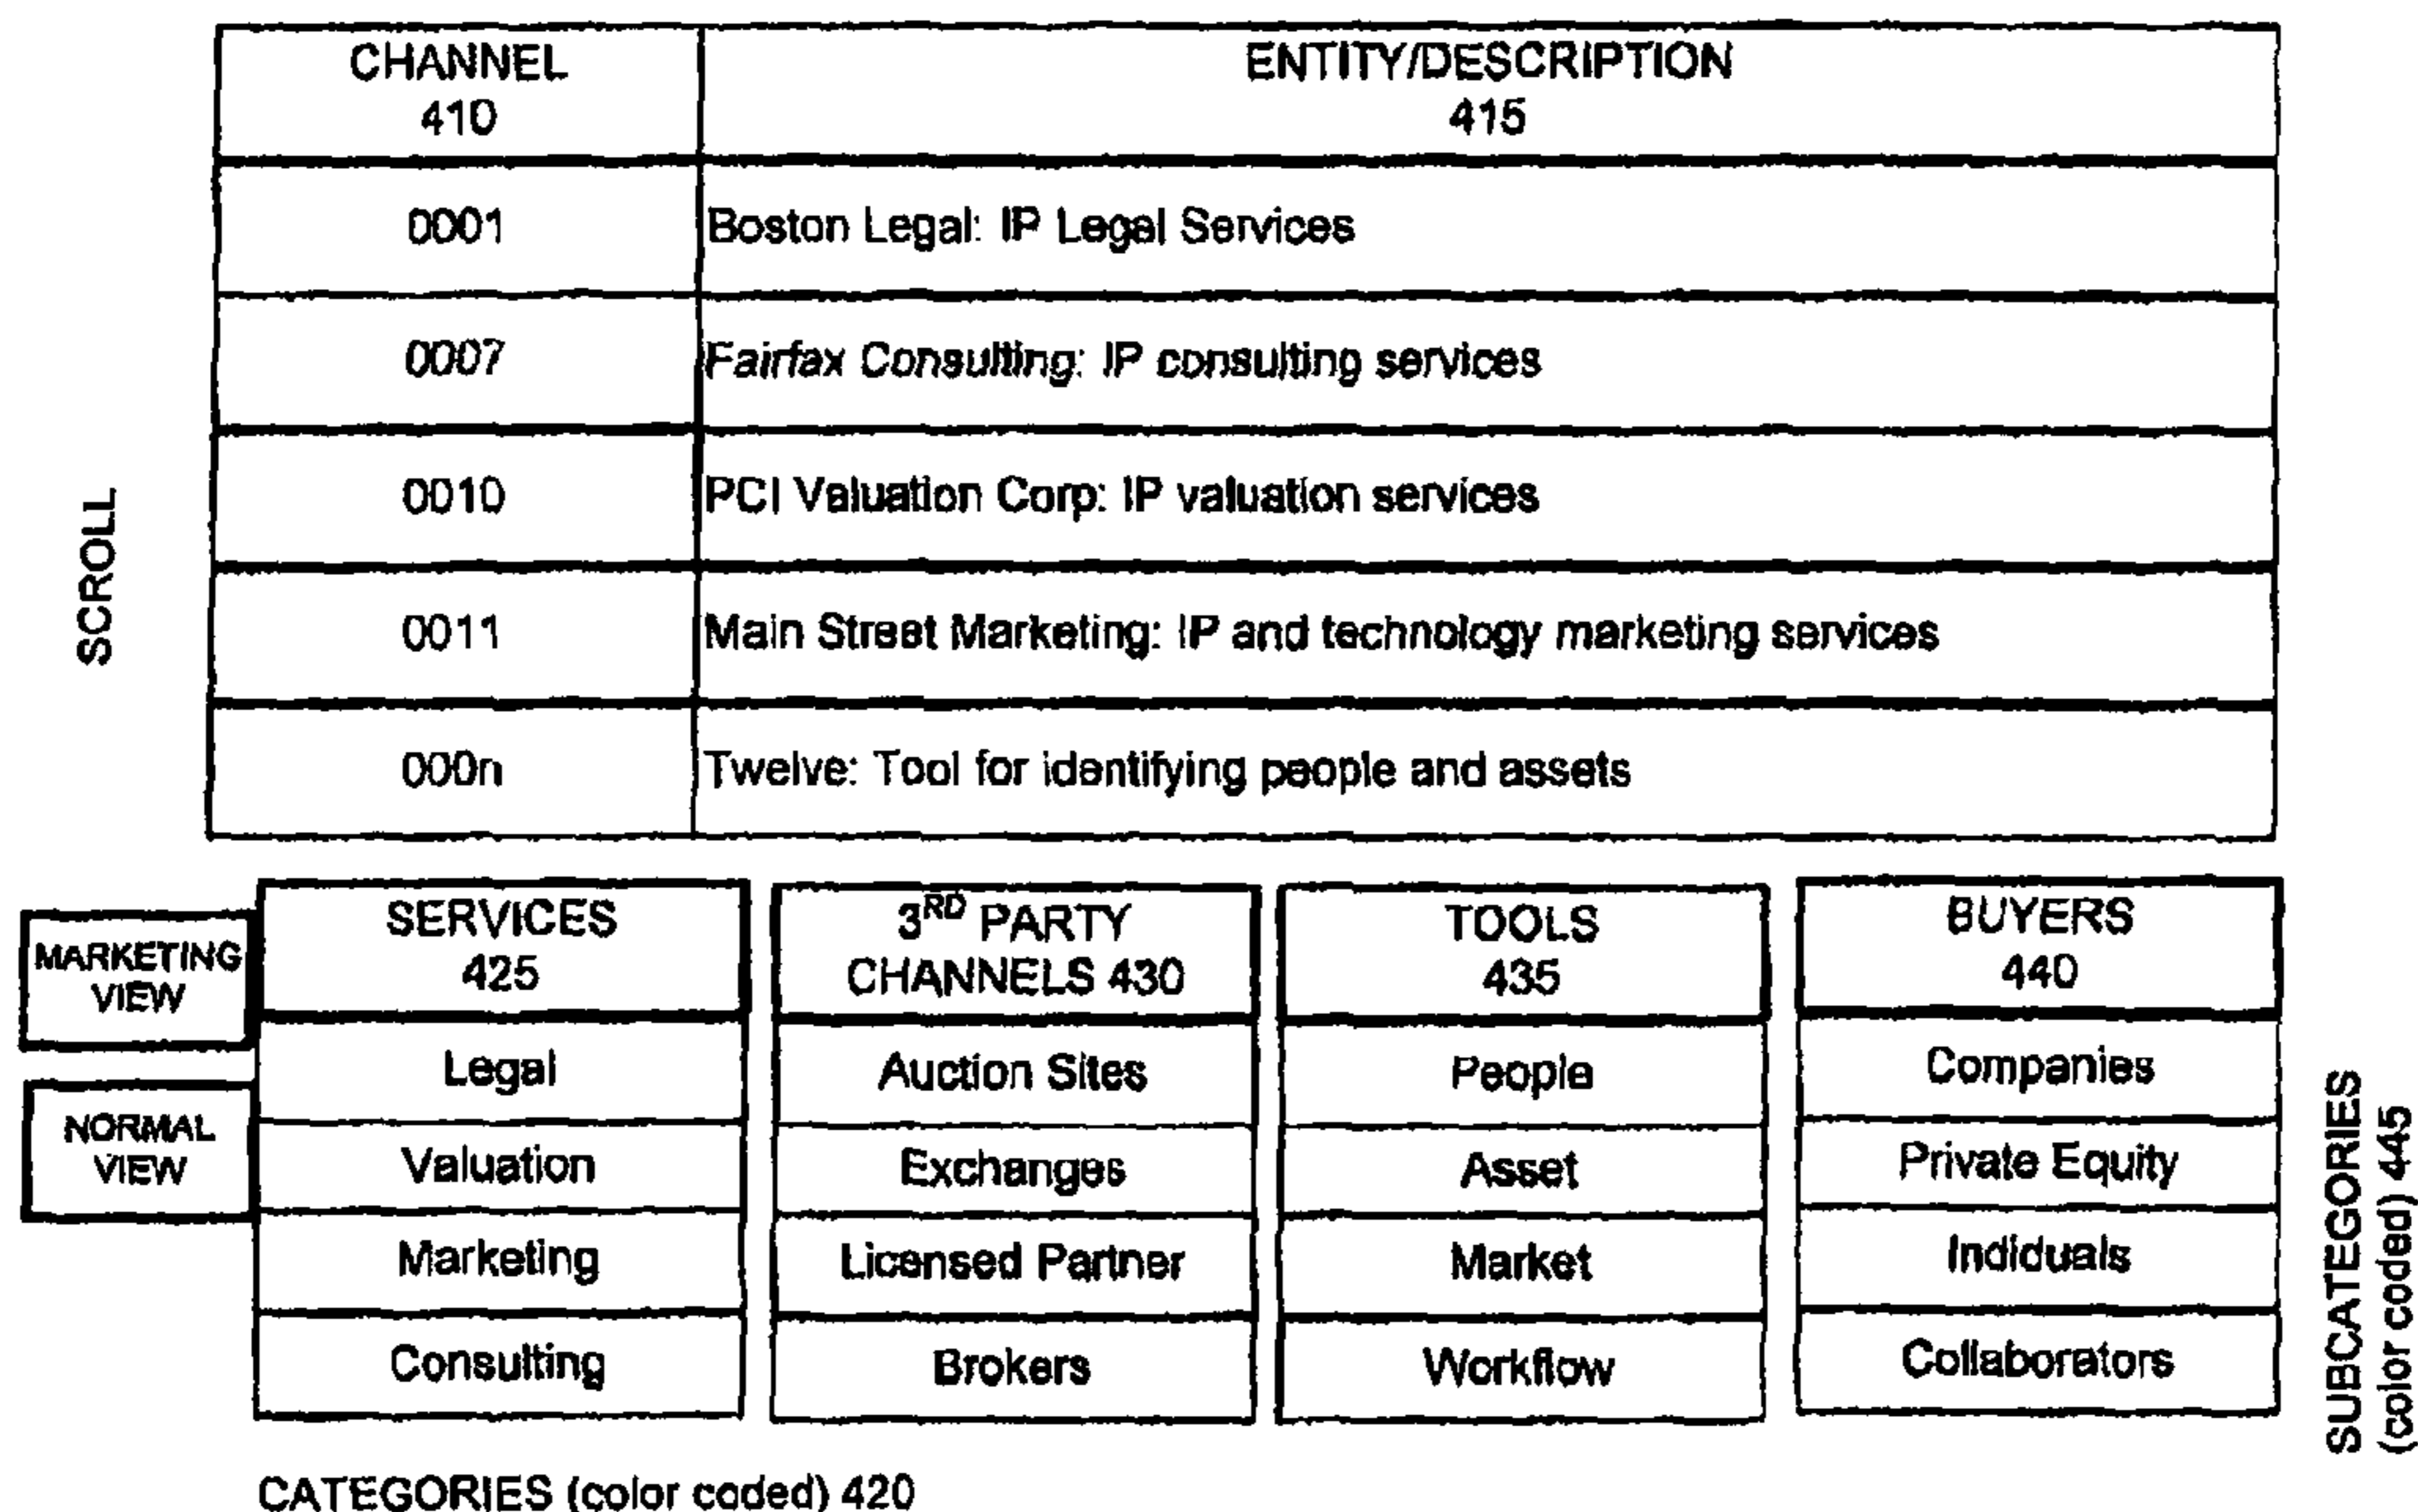 CHANNEL
410
ENTITY/DESCRIPTION
415
0001
Boston Legal: IP Legal Services
0007
Fairfax Consulting: IP consulting services
0010
PCI Valuation Corp: IP valuation services
0011
Main Street Marketing: IP and technology marketing services
000n
Twelve: Tool for identifying people and assets
SCROLL
MARKETING
VIEW
NORMAL
VIEW
SERVICES
425
Legal
Valuation
Marketing
Consulting
3RD PARTY
CHANNELS 430
Auction Sites
Exchanges
Licensed Partner
Brokers
TOOLS
435
People
Asset
Market
Workflow
BUYERS
440
Companies
Private Equity
Indiduals
Collaborators
SUBCATEGORIES
(color coded) 445
CATEGORIES (color coded) 420